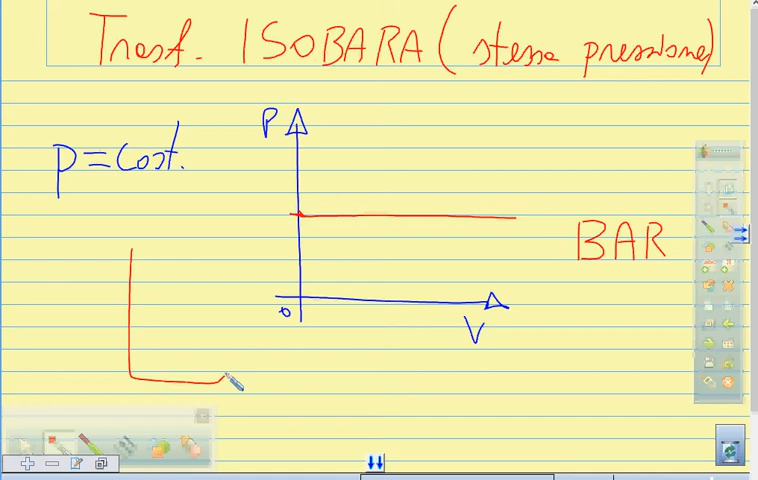 Trasf. ISOBARA (stessa pressione)
P
p = cost.
BAR
0
V